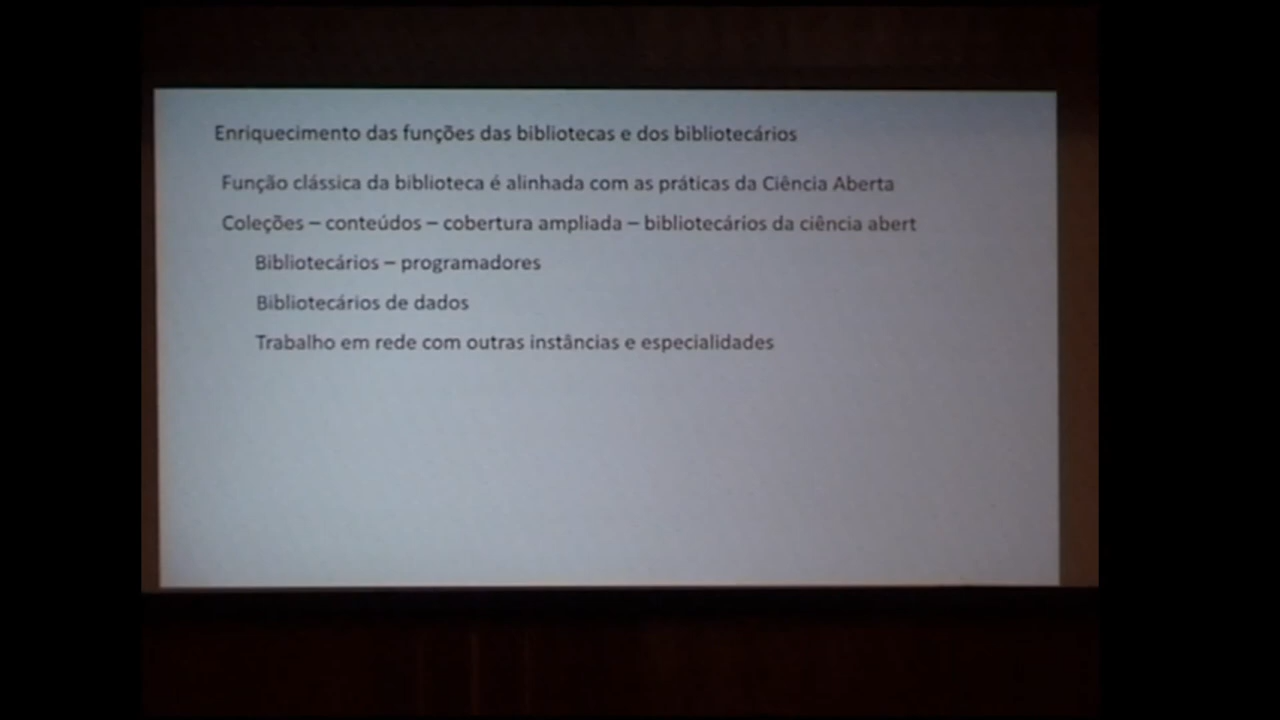 Enriquecimento das funções das bibliotecas e dos bibliotecários
Função clássica da biblioteca é alinhada com as práticas da Ciência Aberta
Coleções – conteúdos – cobertura ampliada – bibliotecários da ciência abert
Bibliotecários – programadores
Bibliotecários de dados
Trabalho em rede com outras instâncias e especialidades